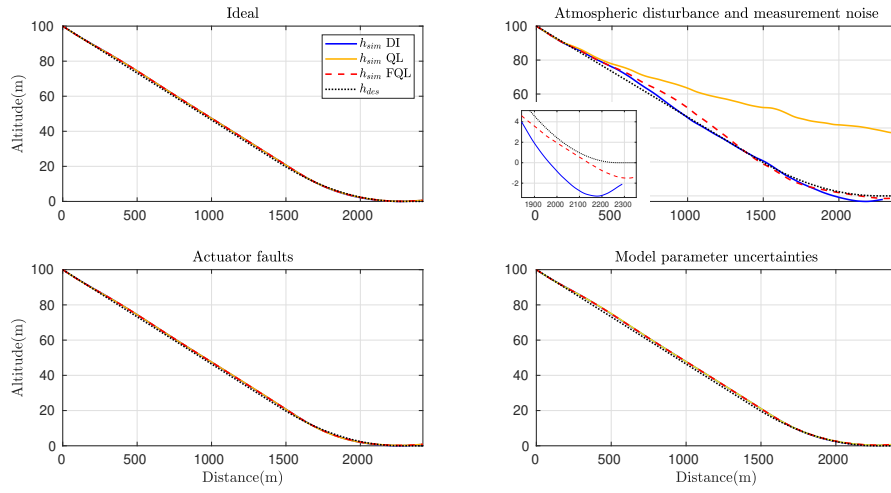 Ideal
Altitude(m)
100
80
60
40
20
0
0 500 1000 1500 2000
h_sim DI
h_sim QL
h_sim FQL
h_des
Atmospheric disturbance and measurement noise
100
80
60
0 1000 1500 2000
4
2
0
-2
1900 2000 2100 2200 2300
Actuator faults
Altitude(m)
100
80
60
40
20
0
0 500 1000 1500 2000
Distance(m)
Model parameter uncertainties
100
80
60
40
20
0
0 500 1000 1500 2000
Distance(m)